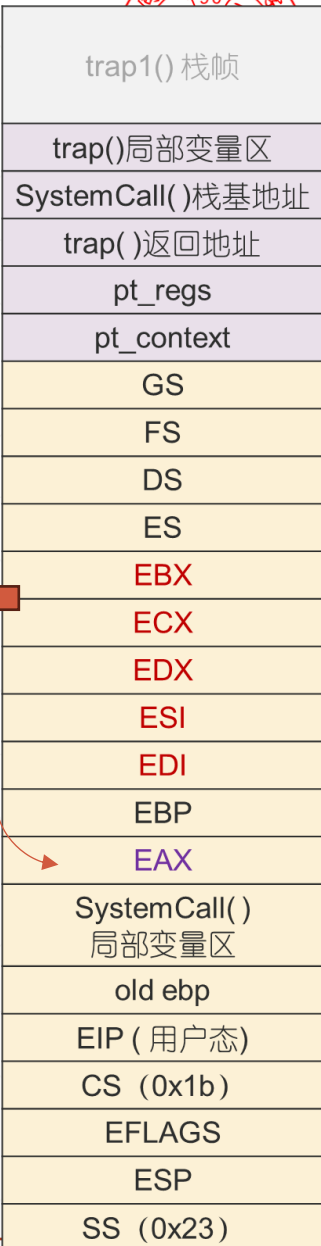 trap1() 栈帧
trap()局部变量区
SystemCall( )栈基地址
trap( )返回地址
pt_regs
pt_context
GS
FS
DS
ES
EBX
ECX
EDX
ESI
EDI
EBP
EAX
SystemCall( )
局部变量区
old ebp
EIP ( 用户态)
CS（0x1b）
EFLAGS
ESP
SS（0x23）